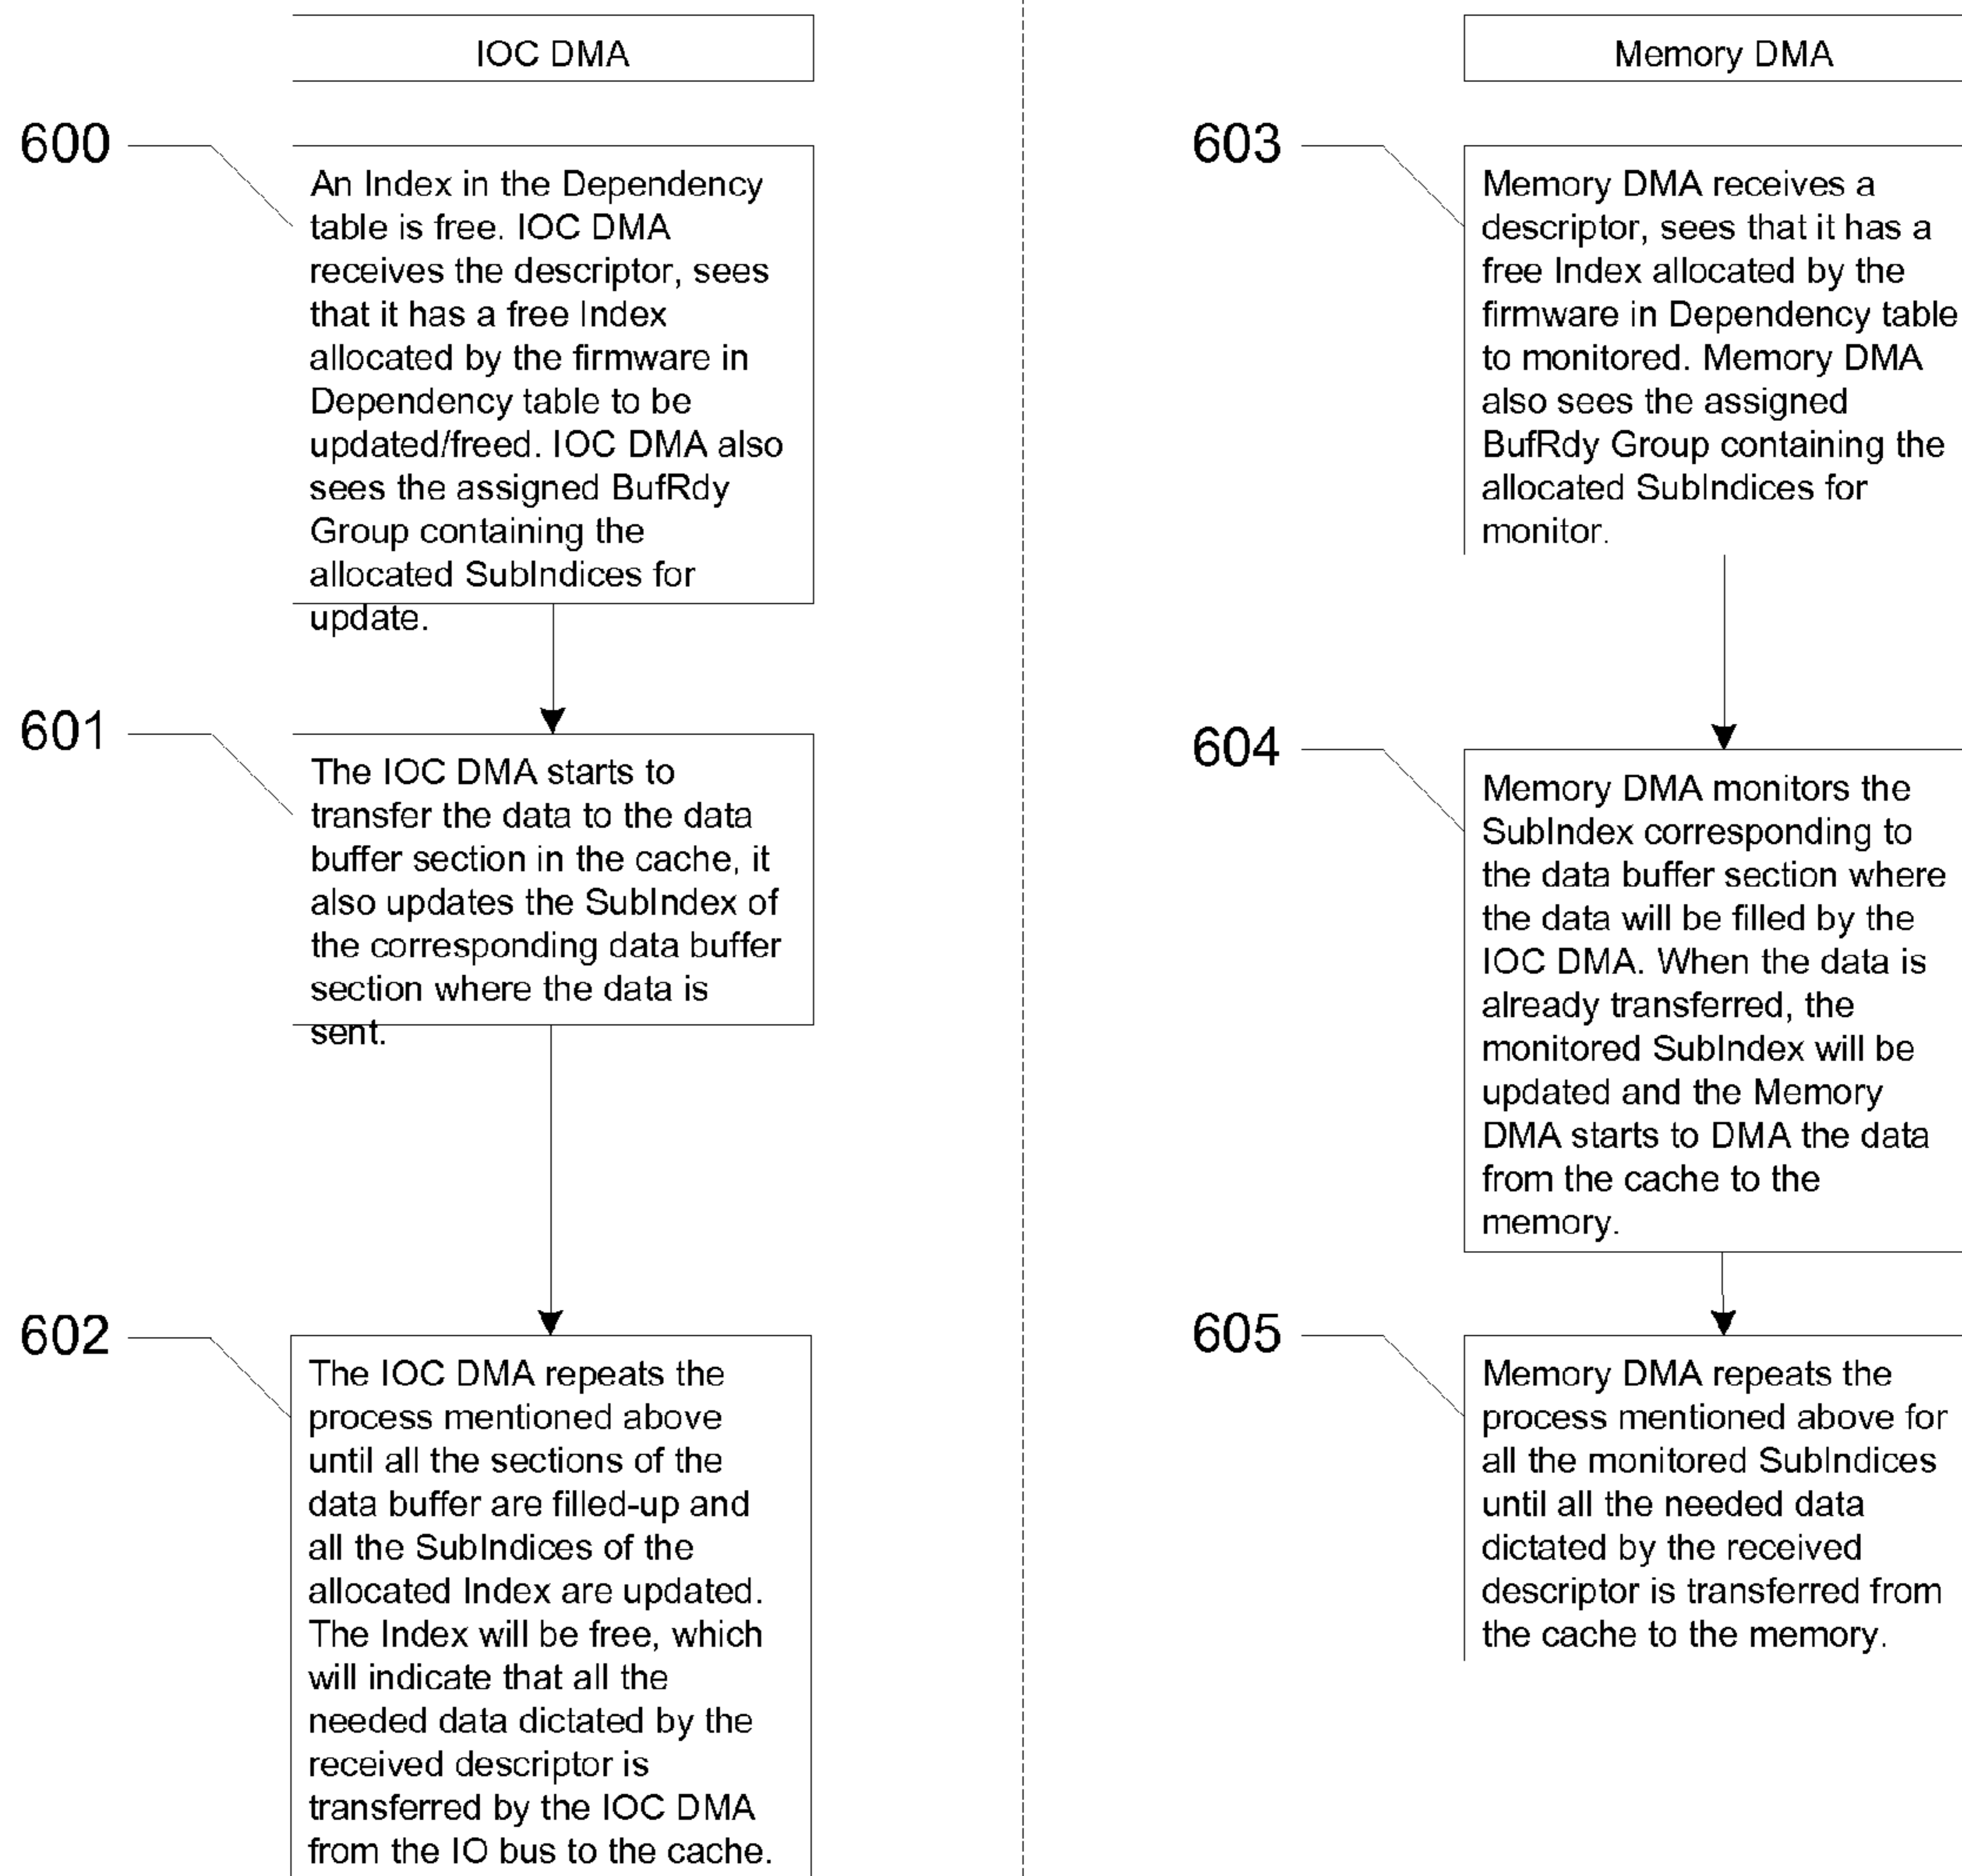 IOC DMA
600
An Index in the Dependency
table is free. IOC DMA
receives the descriptor, sees
that it has a free Index
allocated by the firmware in
Dependency table to be
updated/freed. IOC DMA also
sees the assigned BufRdy
Group containing the
allocated SubIndices for
update.
601
The IOC DMA starts to
transfer the data to the data
buffer section in the cache, it
also updates the SubIndex of
the corresponding data buffer
section where the data is
sent.
602
The IOC DMA repeats the
process mentioned above
until all the sections of the
data buffer are filled-up and
all the SubIndices of the
allocated Index are updated.
The Index will be free, which
will indicate that all the
needed data dictated by the
received descriptor is
transferred by the IOC DMA
from the IO bus to the cache.
Memory DMA
603
Memory DMA receives a
descriptor, sees that it has a
free Index allocated by the
firmware in Dependency table
to monitored. Memory DMA
also sees the assigned
BufRdy Group containing the
allocated SubIndices for
monitor.
604
Memory DMA monitors the
SubIndex corresponding to
the data buffer section where
the data will be filled by the
IOC DMA. When the data is
already transferred, the
monitored SubIndex will be
updated and the Memory
DMA starts to DMA the data
from the cache to the
memory.
605
Memory DMA repeats the
process mentioned above for
all the monitored SubIndices
until all the needed data
dictated by the received
descriptor is transferred from
the cache to the memory.